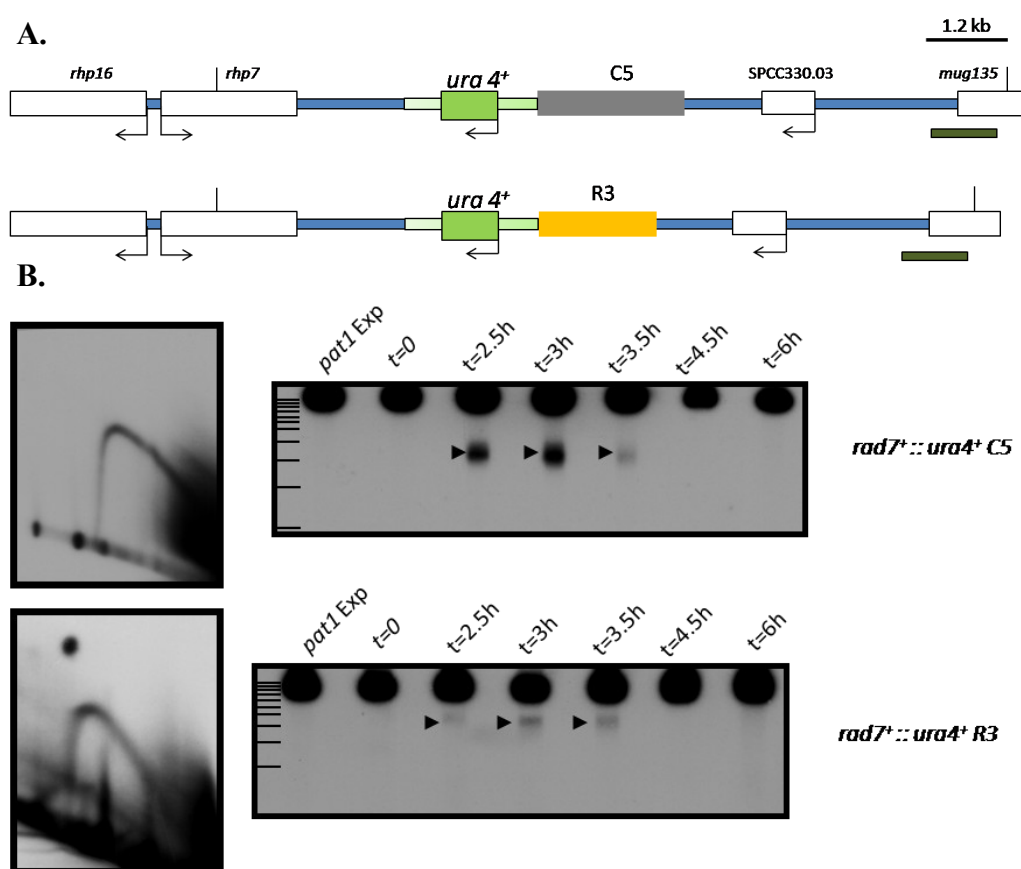 A.
1.2 kb
rhp16 rhp7 ura 4+ C5 SPCC330.03 mug135
ura 4+ R3
B.
pat1 Exp t=0 t=2.5h t=3h t=3.5h t=4.5h t=6h
rad7+:: ura4+ C5
pat1 Exp t=0 t=2.5h t=3h t=3.5h t=4.5h t=6h
rad7+:: ura4+ R3